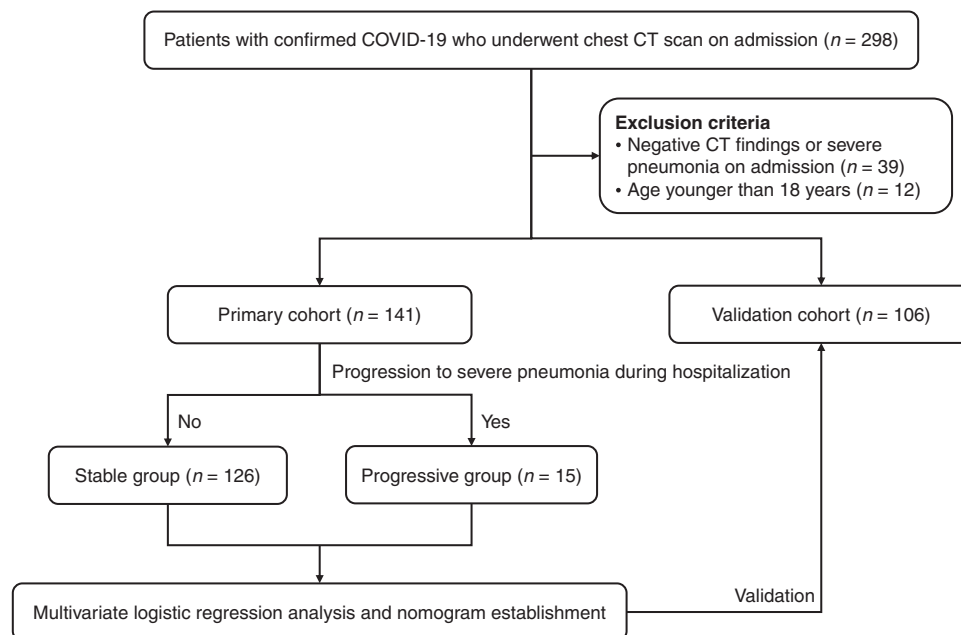 Patients with confirmed COVID-19 who underwent chest CT scan on admission (n = 298)
Exclusion criteria
• Negative CT findings or severe
pneumonia on admission (n = 39)
• Age younger than 18 years (n = 12)
Primary cohort (n = 141)
Validation cohort (n = 106)
Progression to severe pneumonia during hospitalization
No
Yes
Stable group (n = 126)
Progressive group (n = 15)
Multivariate logistic regression analysis and nomogram establishment
Validation